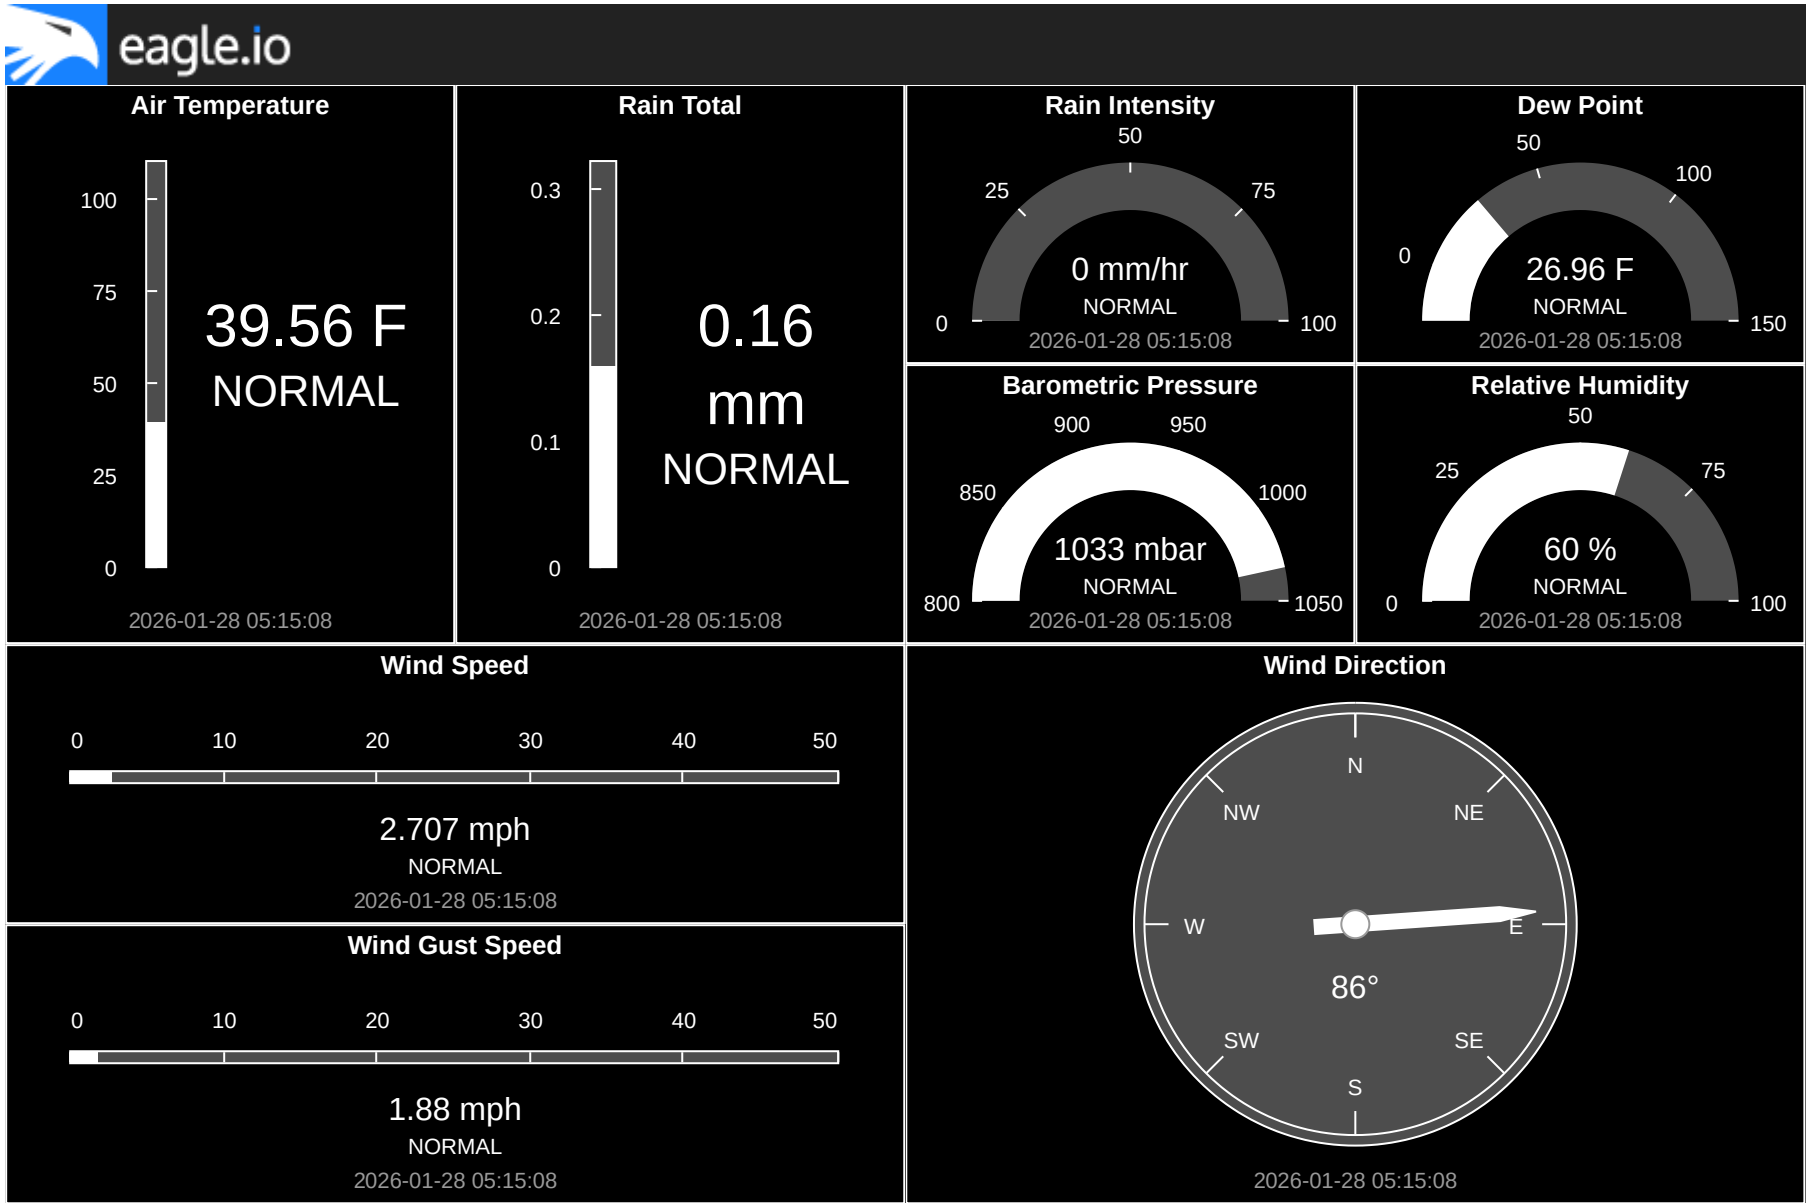 eagle.io
Air Temperature
100
75
50
25
0
39.56 F
NORMAL
2026-01-28 05:15:08
Rain Total
0.3
0.2
0.1
0
0.16
mm
NORMAL
2026-01-28 05:15:08
Rain Intensity
0
25
50
75
100
0 mm/hr
NORMAL
2026-01-28 05:15:08
Dew Point
0
50
100
150
26.96 F
NORMAL
2026-01-28 05:15:08
Barometric Pressure
800
850
900
950
1000
1050
1033 mbar
NORMAL
2026-01-28 05:15:08
Relative Humidity
0
25
50
75
100
60 %
NORMAL
2026-01-28 05:15:08
Wind Speed
0 10 20 30 40 50
2.707 mph
NORMAL
2026-01-28 05:15:08
Wind Gust Speed
0 10 20 30 40 50
1.88 mph
NORMAL
2026-01-28 05:15:08
Wind Direction
N
NW NE
W E
86°
SW SE
S
2026-01-28 05:15:08